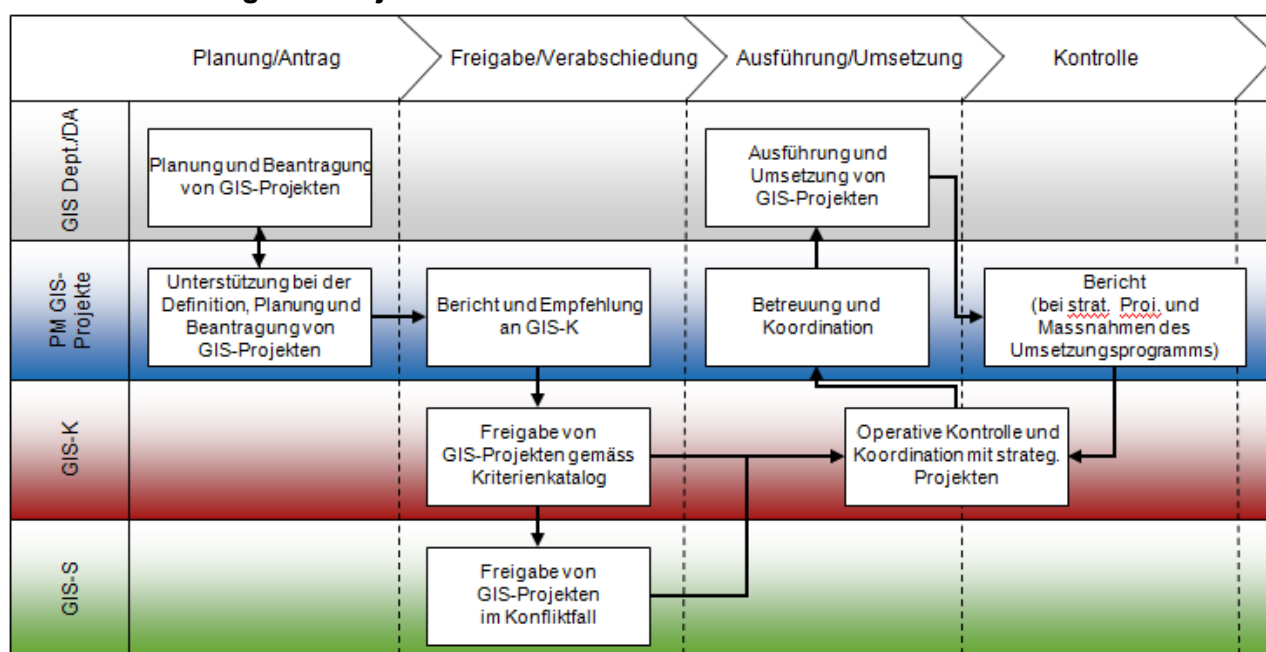 Planung/Antrag
Freigabe/Verabschiedung
Ausführung/Umsetzung
Kontrolle
GIS Dept./DA
Planung und Beantragung
von GIS-Projekten
Ausführung und
Umsetzung von
GIS-Projekten
PM GIS-
Projekte
Unterstützung bei der
Definition, Planung und
Beantragung von
GIS-Projekten
Bericht und Empfehlung
an GIS-K
Betreuung und
Koordination
Bericht
(bei strat. Proj. und
Massnahmen des
Umsetzungsprogramms)
GIS-K
Freigabe von
GIS-Projekten gemäss
Kriterienkatalog
Operative Kontrolle und
Koordination mit strateg.
Projekten
GIS-S
Freigabe von
GIS-Projekten
im Konfliktfall